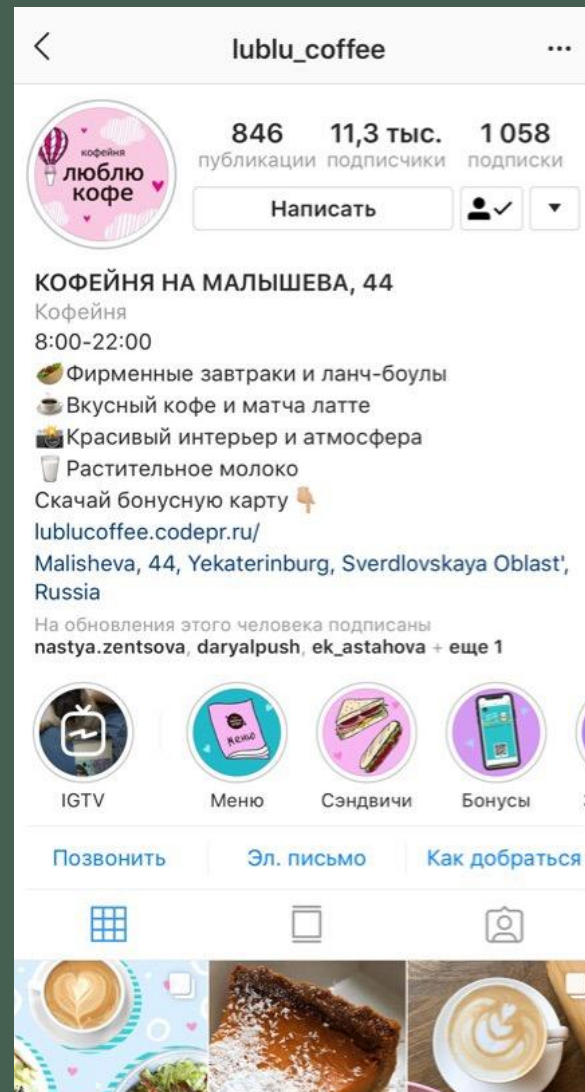 lublu_coffee
кофейня
люблю
кофе
846 11,3 тыс. 1 058
публикации подписчики подписки
Написать
КОФЕЙНЯ НА МАЛЫШЕВА, 44
Кофейня
8:00-22:00
🥙Фирменные завтраки и ланч-боулы
☕Вкусный кофе и матча латте
📸Красивый интерьер и атмосфера
🥛Растительное молоко
Скачай бонусную карту 👇🏼
lublucoffee.codepr.ru/
Malisheva, 44, Yekaterinburg, Sverdlovskaya Oblast',
Russia
На обновления этого человека подписаны
nastya.zentsova, daryalpush, ek_astahova + еще 1
Меню
IGTV Меню Сэндвичи Бонусы
Позвонить Эл. письмо Как добраться